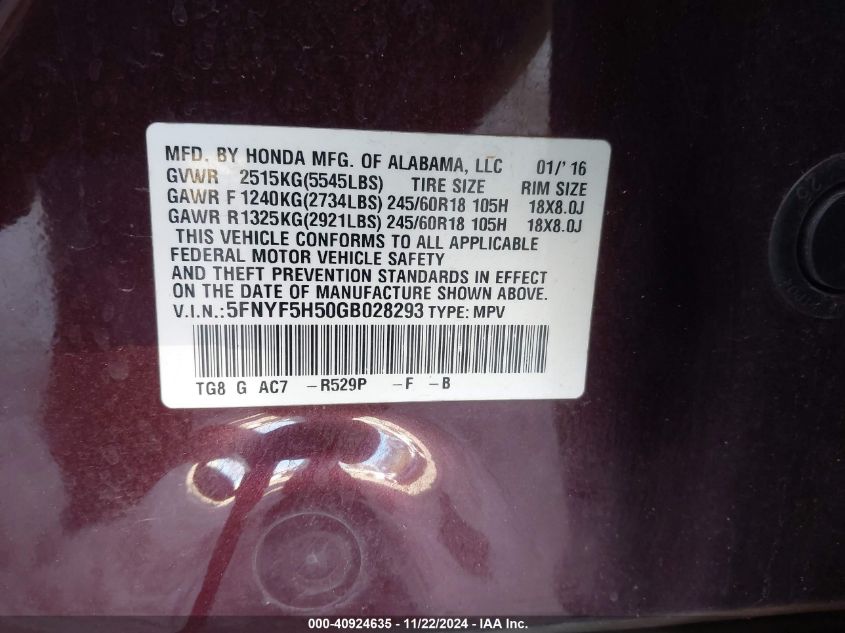 MFD. BY HONDA MFG. OF ALABAMA, LLC 01/' 16
GVWR 2515KG(5545LBS) TIRE SIZE RIM SIZE
GAWR F 1240KG(2734LBS) 245/60R18 105H 18X8.0J
GAWR R 1325KG(2921LBS) 245/60R18 105H 18X8.0J
THIS VEHICLE CONFORMS TO ALL APPLICABLE
FEDERAL MOTOR VEHICLE SAFETY
AND THEFT PREVENTION STANDARDS IN EFFECT
ON THE DATE OF MANUFACTURE SHOWN ABOVE.
V.I.N.: 5FNYF5H50GB028293 TYPE: MPV
TG8 G AC7 -R529P -F -B
000-40924635 - 11/22/2024 - IAA Inc.